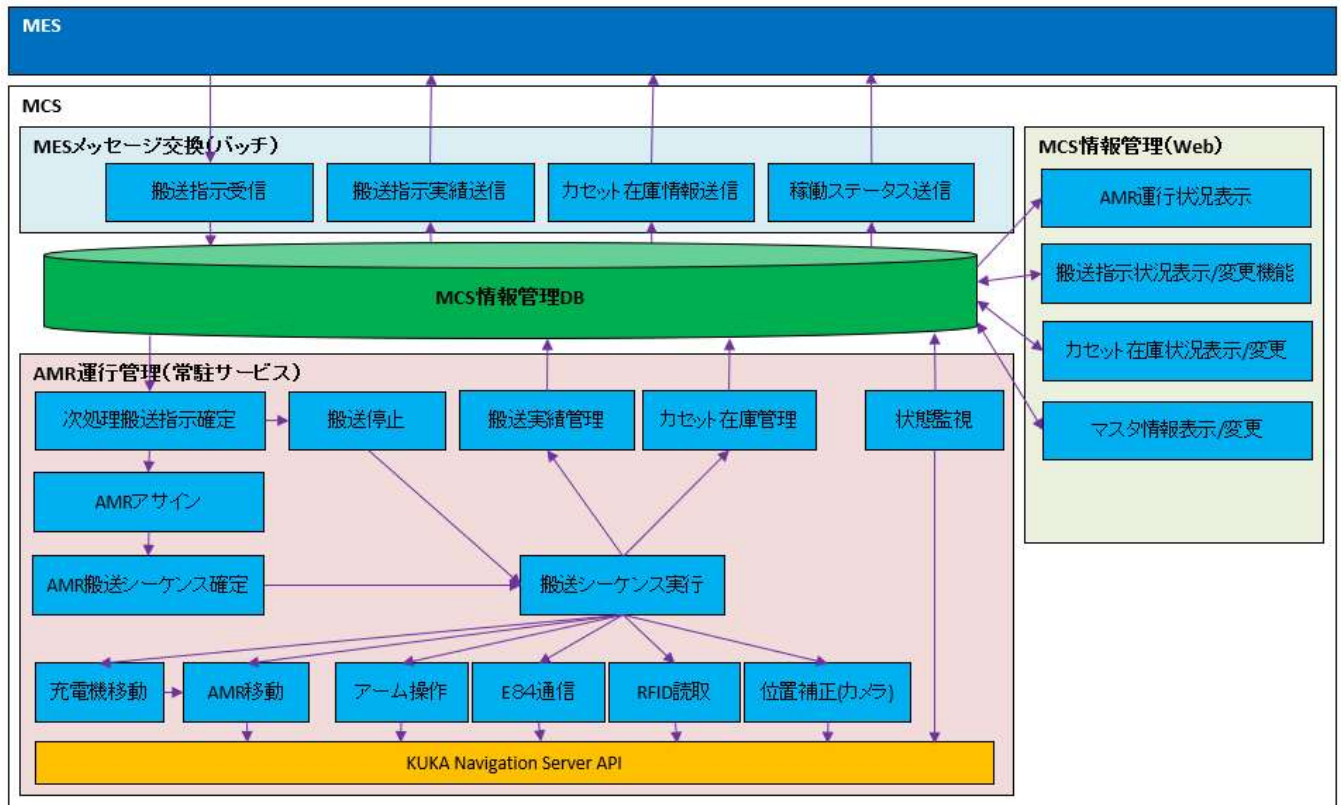 MES
MCS
MESメッセージ交換(バッチ)
搬送指示受信
搬送指示実績送信
カセット在庫情報送信
稼働ステータス送信
MCS情報管理(Web)
AMR運行状況表示
搬送指示状況表示/変更機能
カセット在庫状況表示/変更
マスタ情報表示/変更
MCS情報管理DB
AMR運行管理(常駐サービス)
次処理搬送指示確定
搬送停止
搬送実績管理
カセット在庫管理
状態監視
AMRアサイン
AMR搬送シーケンス確定
搬送シーケンス実行
充電機移動
AMR移動
アーム操作
E84通信
RFID読取
位置補正(カメラ)
KUKA Navigation Server API